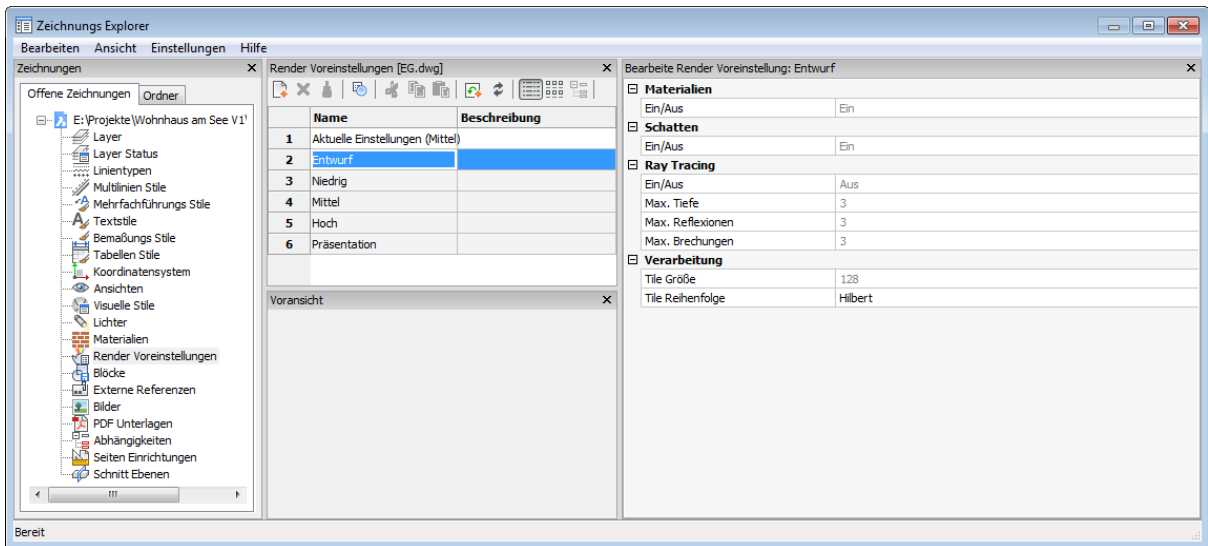 Zeichnungs Explorer
Bearbeiten Ansicht Einstellungen Hilfe
Zeichnungen
Offene Zeichnungen Ordner
E:\Projekte\Wohnhaus am See V1'
Layer
Layer Status
Linientypen
Multilinien Stile
Mehrfachführungs Stile
Textstile
Bemaßungs Stile
Tabellen Stile
Koordinatensystem
Ansichten
Visuelle Stile
Lichter
Materialien
Render Voreinstellungen
Blöcke
Externe Referenzen
Bilder
PDF Unterlagen
Abhängigkeiten
Seiten Einrichtungen
Schnitt Ebenen
Render Voreinstellungen [EG.dwg]
Name Beschreibung
1 Aktuelle Einstellungen (Mittel)
2 Entwurf
3 Niedrig
4 Mittel
5 Hoch
6 Präsentation
Voransicht
Bearbeite Render Voreinstellung: Entwurf
Materialien
Ein/Aus Ein
Schatten
Ein/Aus Ein
Ray Tracing
Ein/Aus Aus
Max. Tiefe 3
Max. Reflexionen 3
Max. Brechungen 3
Verarbeitung
Tile Größe 128
Tile Reihenfolge Hilbert
Bereit